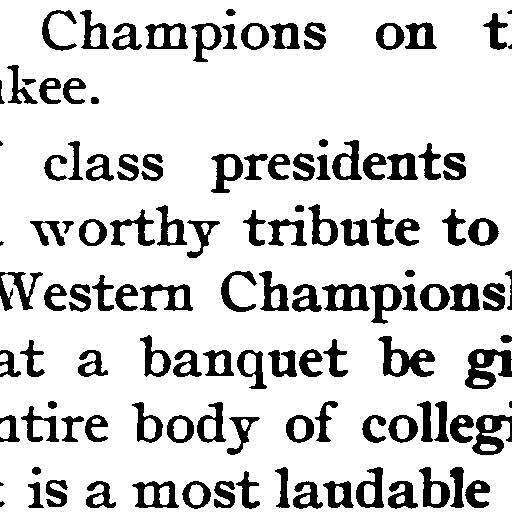 Champions on th
kee.
class presidents
worthy tribute to
Western Champions
at a banquet be gi
ntire body of collegi
is a most laudable